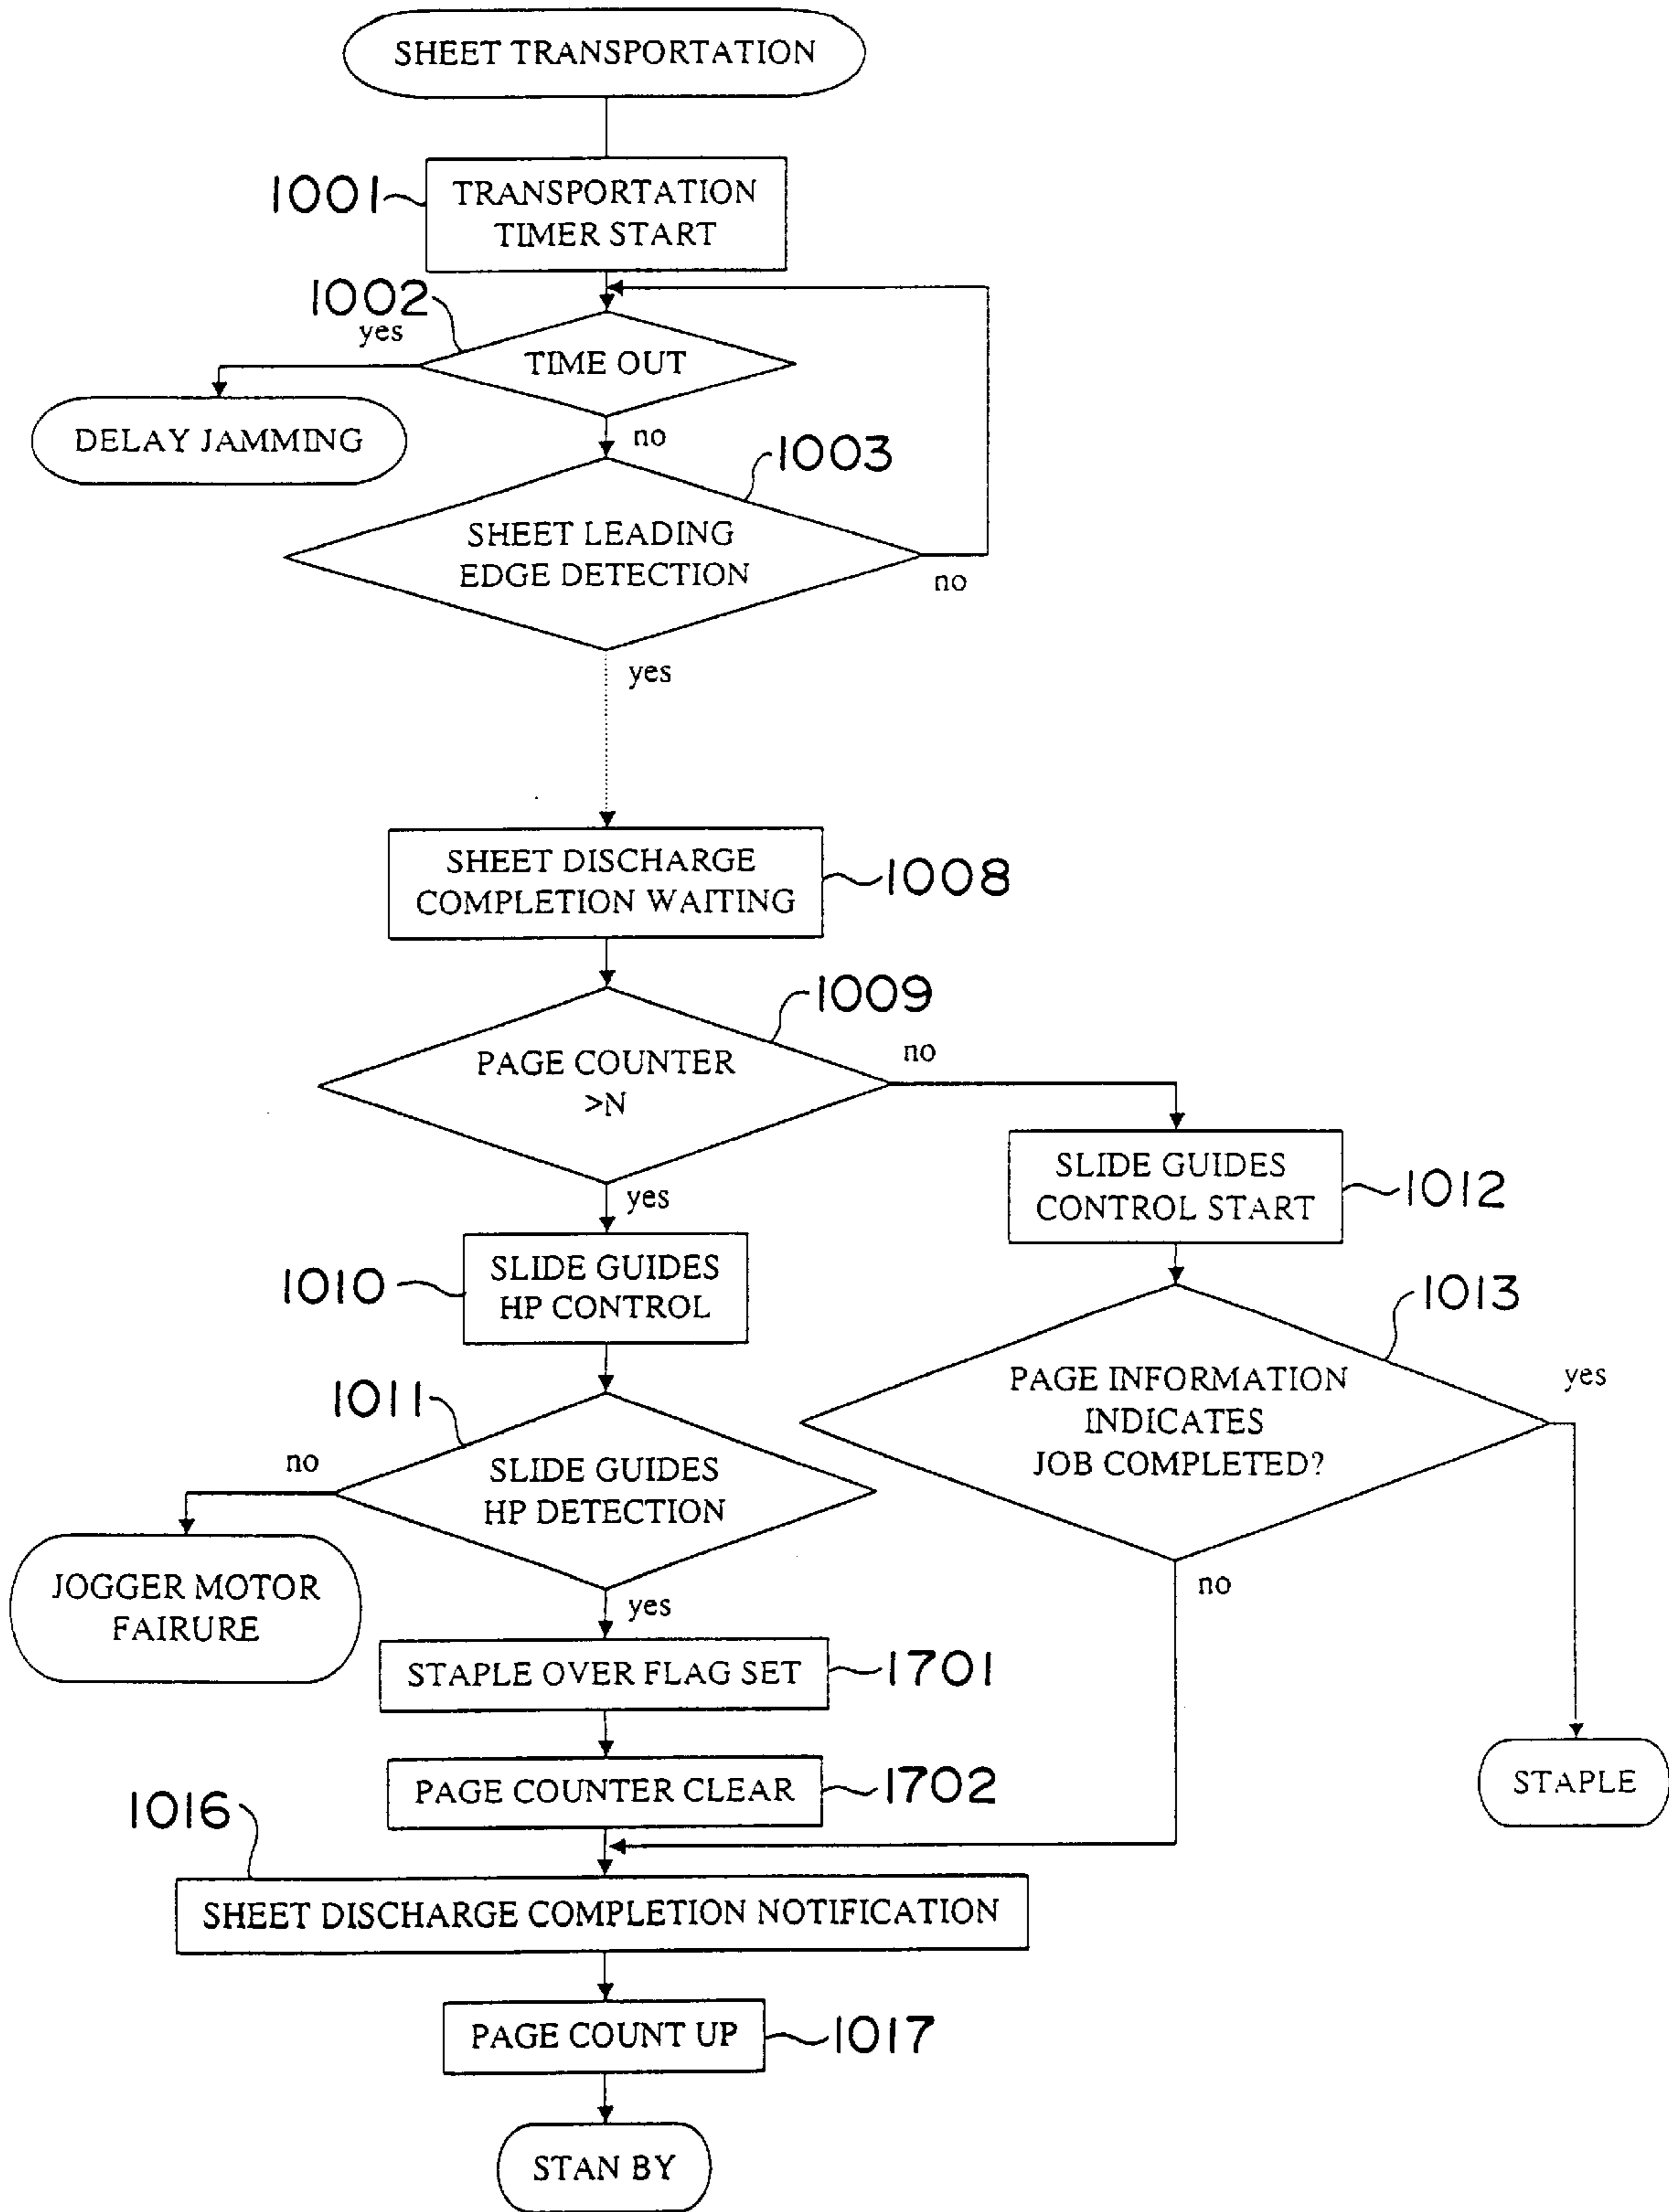 SHEET TRANSPORTATION
1001
TRANSPORTATION
TIMER START
1002
yes
TIME OUT
DELAY JAMMING
no
1003
SHEET LEADING
EDGE DETECTION
no
yes
SHEET DISCHARGE
COMPLETION WAITING
1008
1009
PAGE COUNTER
>N
no
yes
SLIDE GUIDES
CONTROL START
1012
1010
SLIDE GUIDES
HP CONTROL
1013
1011
PAGE INFORMATION
INDICATES
JOB COMPLETED?
yes
no
SLIDE GUIDES
HP DETECTION
JOGGER MOTOR
FAIRURE
yes
no
STAPLE OVER FLAG SET
1701
PAGE COUNTER CLEAR
1702
STAPLE
1016
SHEET DISCHARGE COMPLETION NOTIFICATION
PAGE COUNT UP
1017
STAN BY